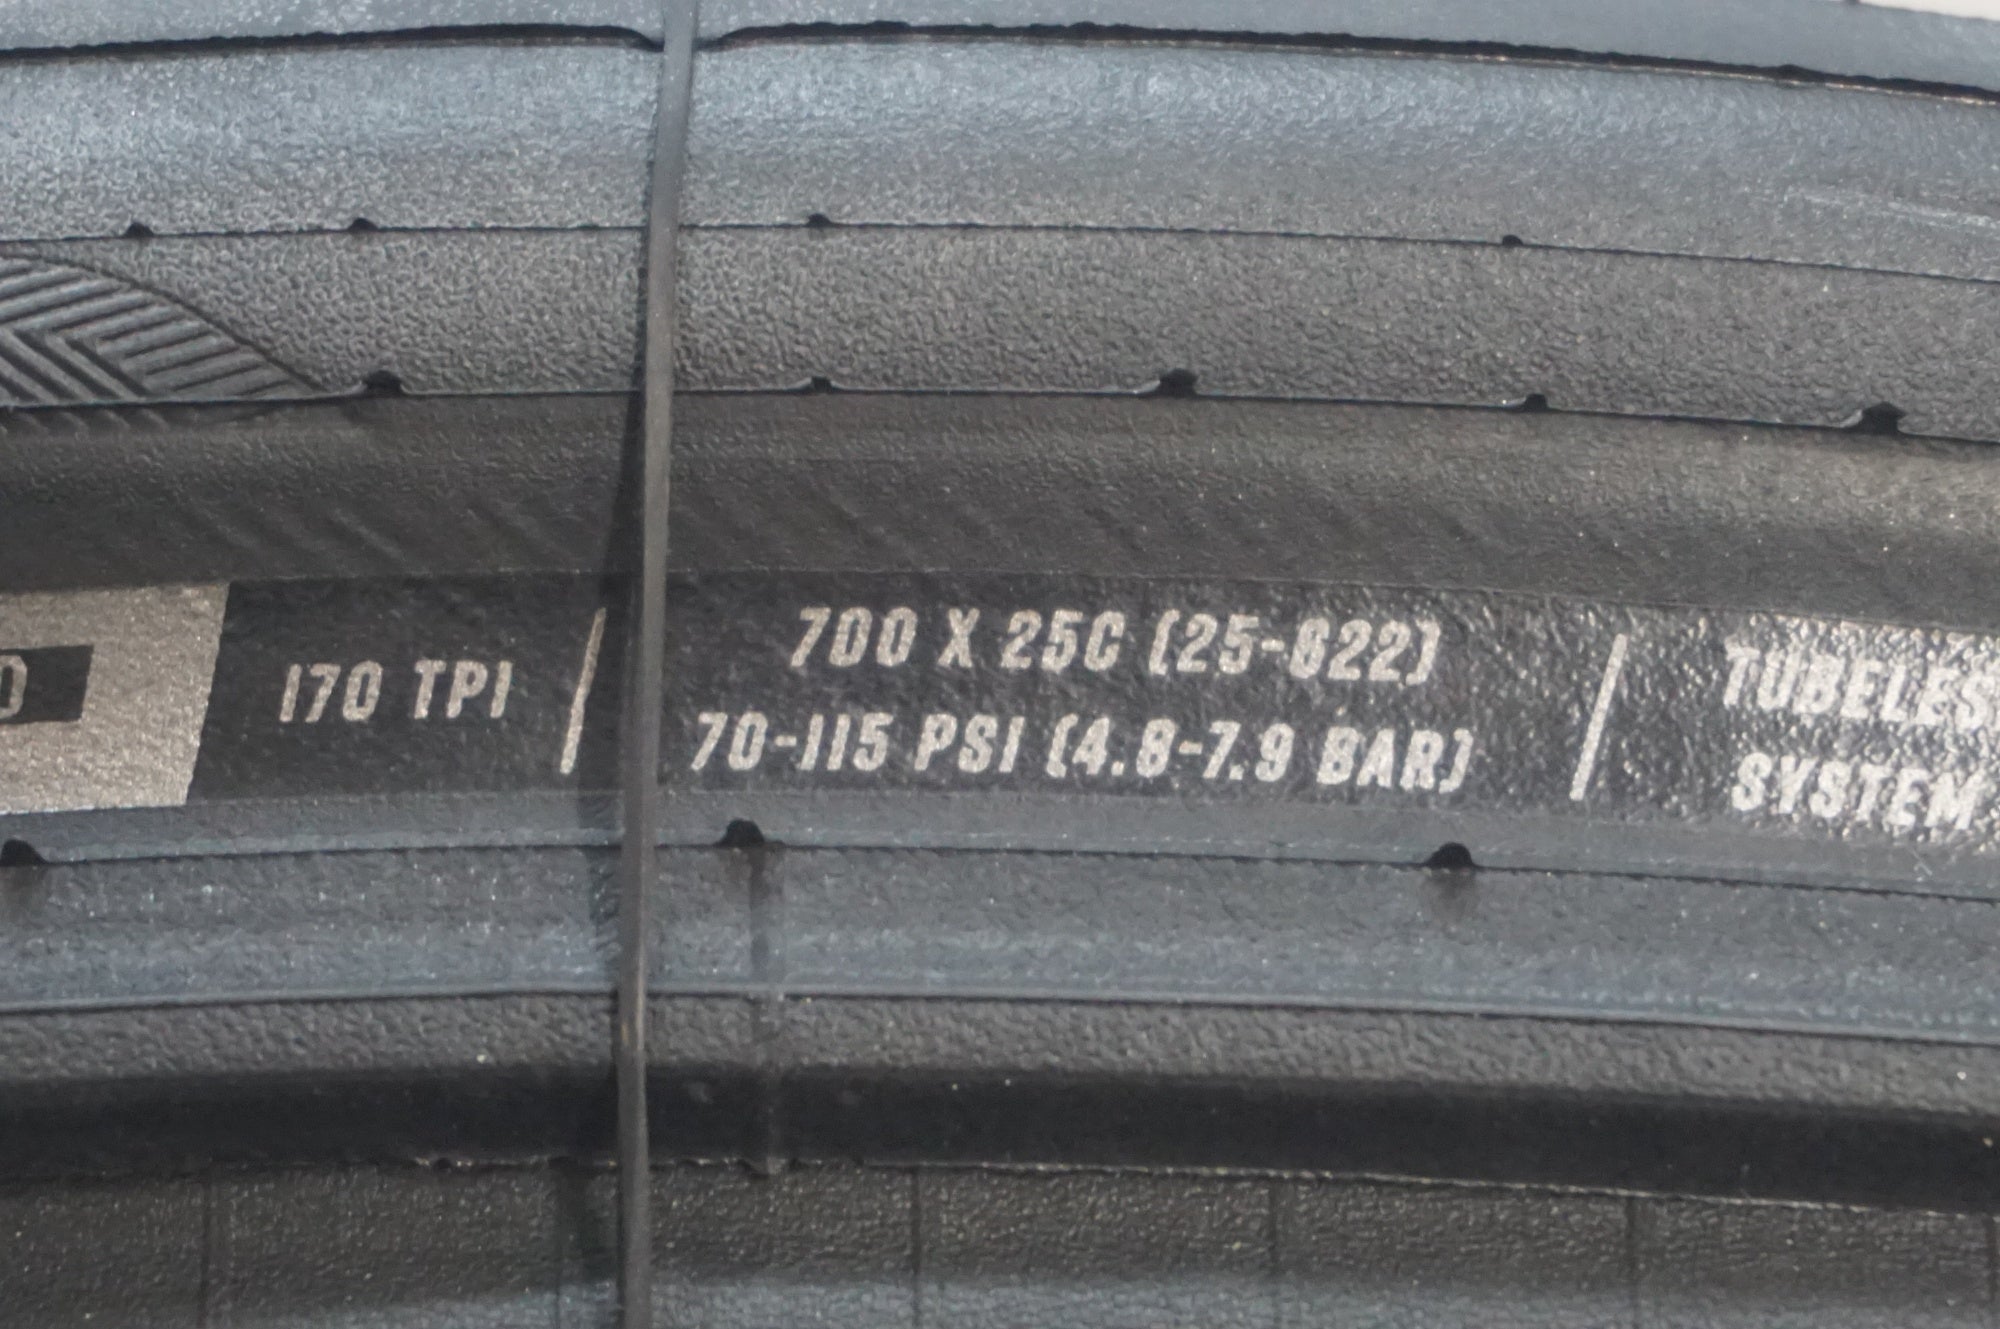 170 TPI
700 X 25C (25-622)
70-115 PSI (4.8-7.9 BAR)
SYSTEM